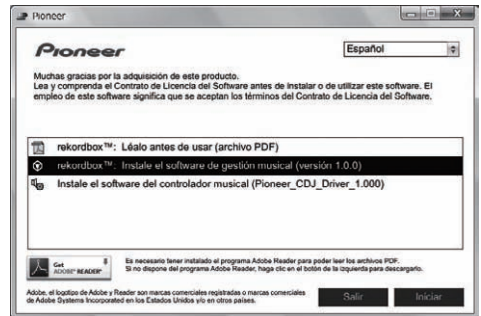 Pioneer
Pioneer
Español
Muchas gracias por la adquisición de este producto.
Lea y comprenda el Contrato de Licencia del Software antes de Instalar o de utilizar este software. El
empleo de este software significa que se aceptan los términos del Contrato de Licencia del Software.
rekordbox™: Léalo antes de usar (archivo PDF)
rekordbox™: Instale el software de gestión musical (versión 1.0.0)
Instale el software del controlador musical (Pioneer_CDJ_Driver_1.000)
Get
ADOBE® READER®
Es necesario tener instalado el programa Adobe Reader para poder leer los archivos PDF.
Si no dispone del programa Adobe Reader, haga clic en el botón de la izquierda para descargarlo.
Adobe, el logotipo de Adobe y Reader son marcas comerciales registradas o marcas comerciales
de Adobe Systems Incorporated en los Estados Unidos y/o en otros países.
Salir
Iniciar